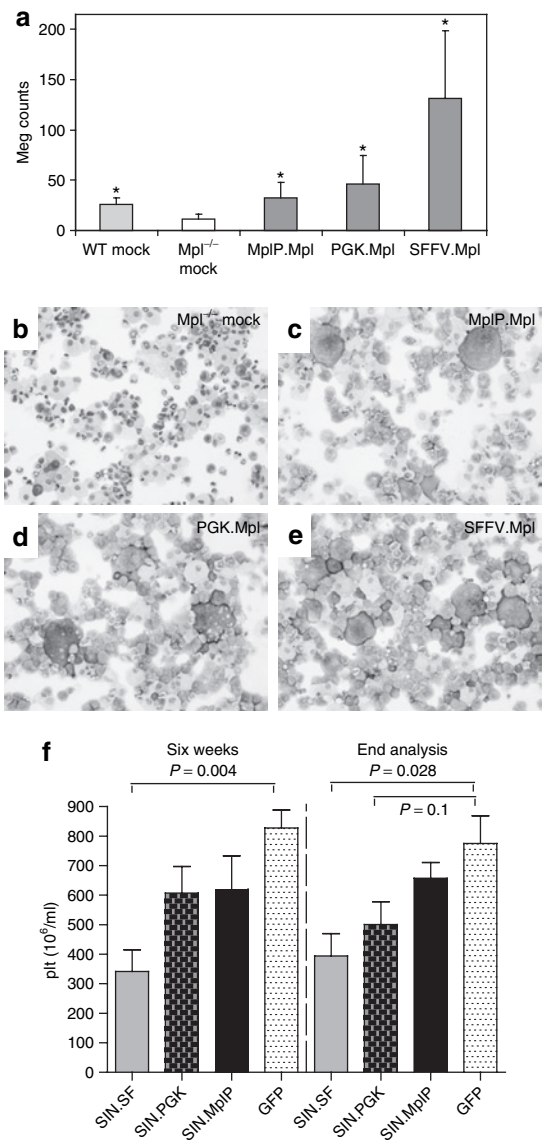 a
200
150
100
50
0
Meg counts
*
*
*
*
WT mock
Mpl−/− mock
MplP.Mpl
PGK.Mpl
SFFV.Mpl
b
Mpl−/− mock
c
MplP.Mpl
d
PGK.Mpl
e
SFFV.Mpl
f
Six weeks
P = 0.004
End analysis
P = 0.028
P = 0.1
900
800
700
600
500
400
300
200
100
0
plt (10⁶/ml)
SIN.SF
SIN.PGK
SIN.MplP
GFP
SIN.SF
SIN.PGK
SIN.MplP
GFP